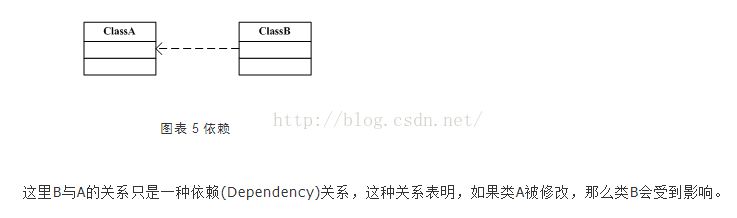 ClassA
ClassB
图表 5 依赖
http://blog.csdn.net/
这里B与A的关系只是一种依赖(Dependency)关系，这种关系表明，如果类A被修改，那么类B会受到影响。